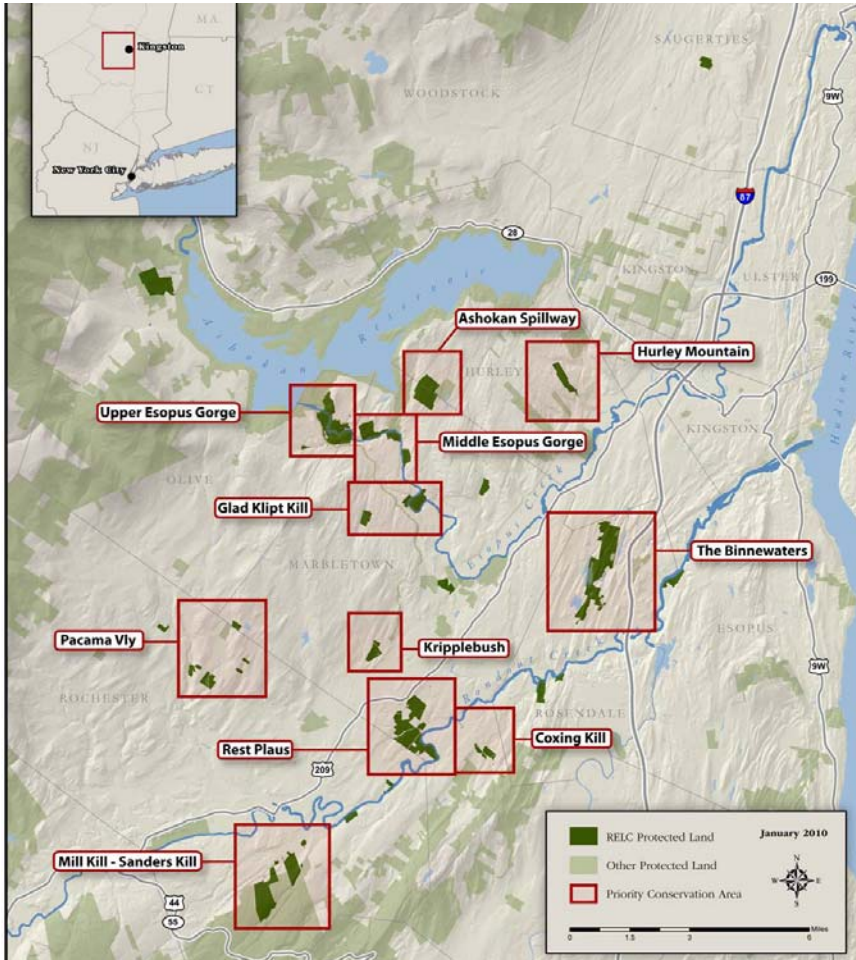 MA
Kingston
CT
NJ
New York City
SAUGERTIES
WOODSTOCK
9W
87
28
KINGSTON
ULSTER
199
Ashokan Reservoir
Ashokan Spillway
HURLEY
Hurley Mountain
Hudson River
Upper Esopus Gorge
KINGSTON
Middle Esopus Gorge
OLIVE
Glad Klipt Kill
Esopus Creek
The Binnewaters
MARBLETOWN
ESOPUS
Pacama Vly
Kripplebush
Rondout Creek
9W
ROCHESTER
ROSENDALE
Rest Plaus
Coxing Kill
209
Mill Kill - Sanders Kill
44
55
RELC Protected Land
January 2010
Other Protected Land
Priority Conservation Area
N
W
E
S
Miles
0
1.5
3
6